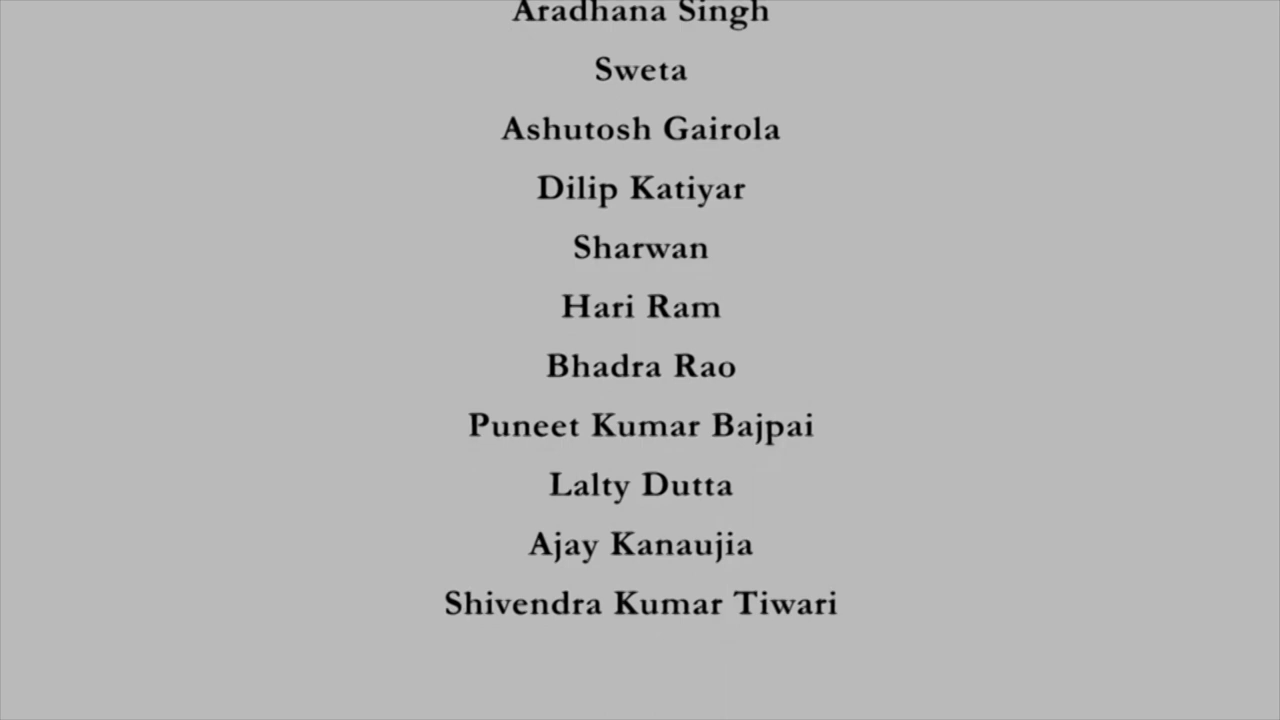 Aradhana Singh
Sweta
Ashutosh Gairola
Dilip Katiyar
Sharwan
Hari Ram
Bhadra Rao
Puneet Kumar Bajpai
Lalty Dutta
Ajay Kanaujia
Shivendra Kumar Tiwari